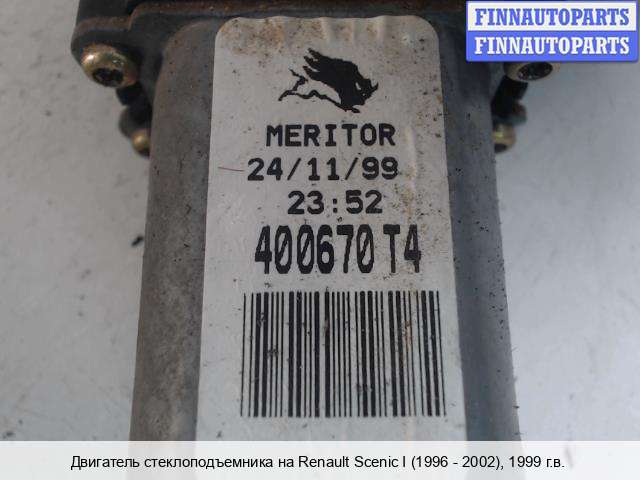 FINNAUTOPARTS
FINNAUTOPARTS
MERITOR
24/11/99
23:52
400670 T4
Двигатель стеклоподъемника на Renault Scenic I (1996 - 2002), 1999 г.в.